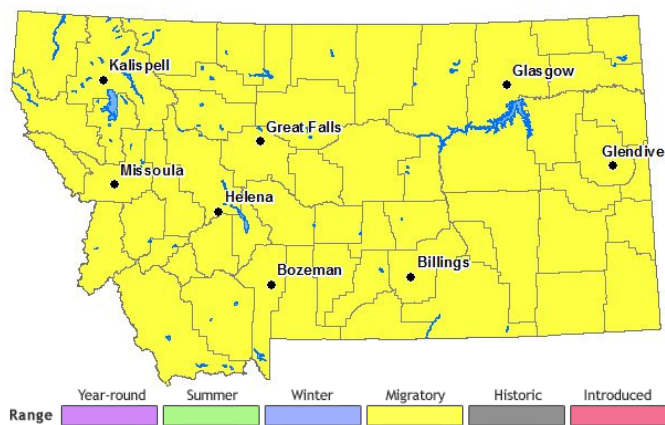 Kalispell
Glasgow
Great Falls
Glendive
Missoula
Helena
Bozeman
Billings
Year-round Summer Winter Migratory Historic Introduced
Range